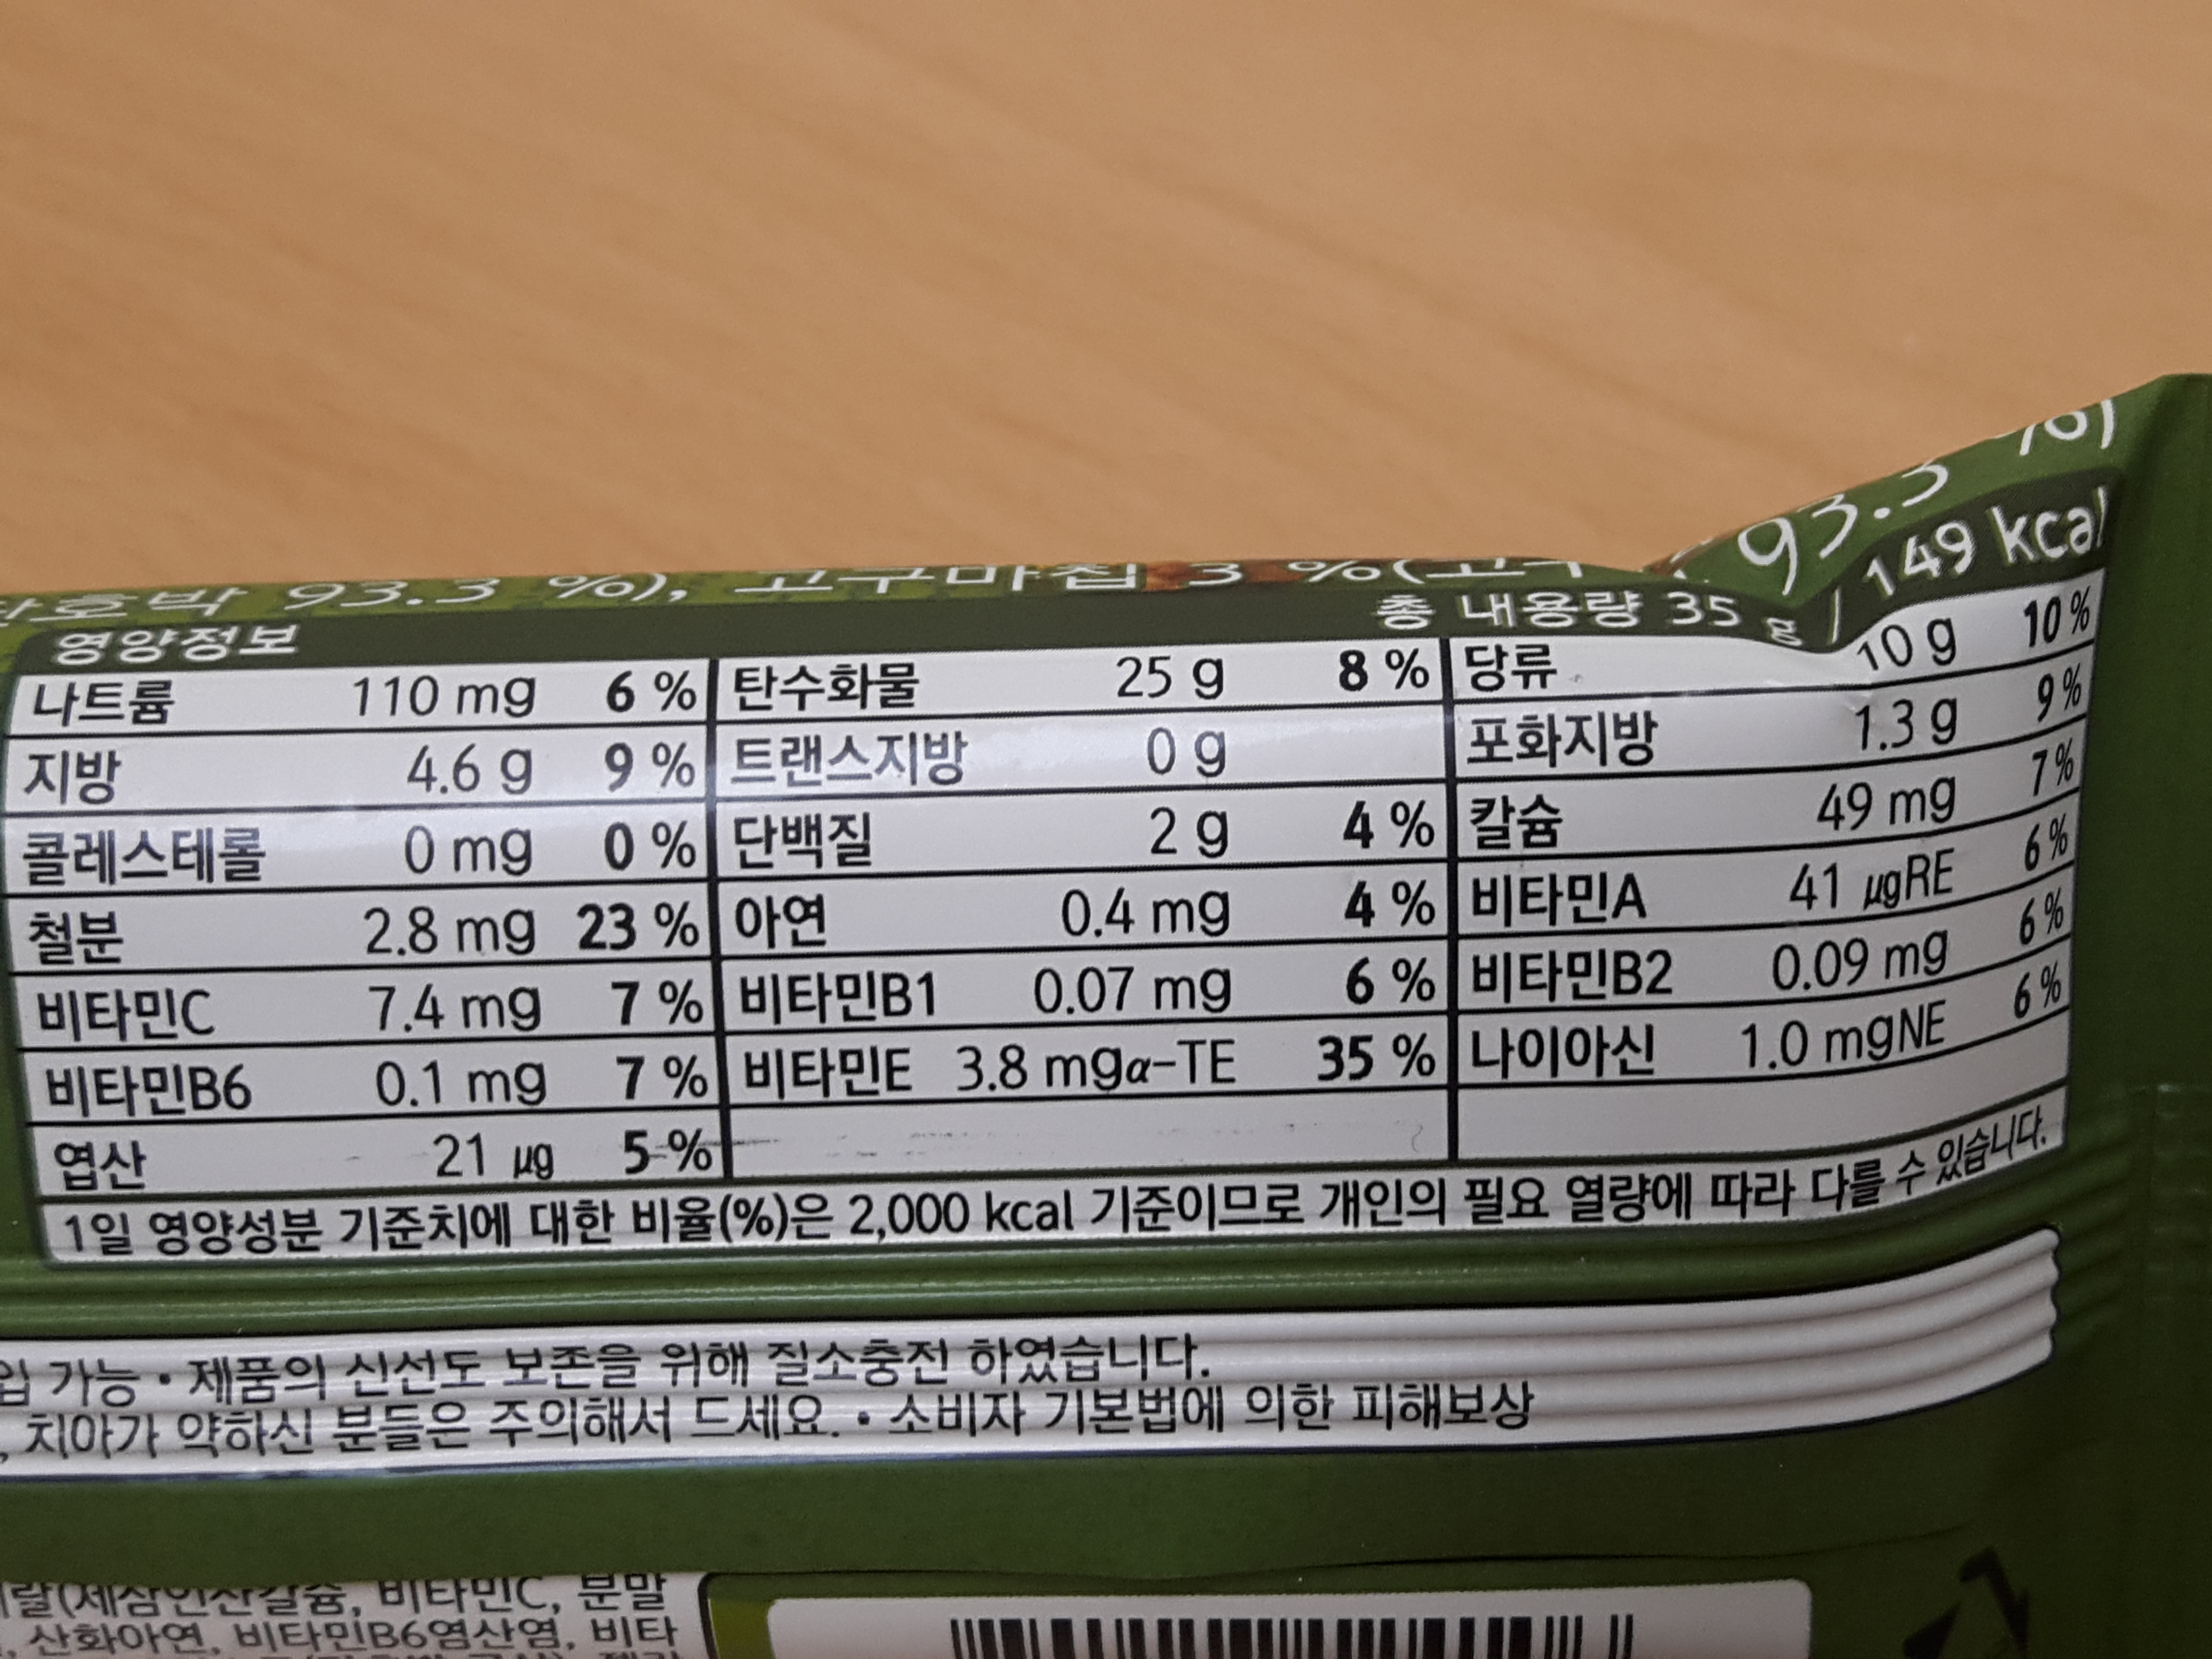 단호박 93.3 %), 고구마칩 3 %(고구 93.3 %)
영양정보 총 내용량 35 g / 149 kcal
나트륨 110 mg 6 % 탄수화물 25 g 8 % 당류 10 g 10 %
지방 4.6 g 9 % 트랜스지방 0 g 포화지방 1.3 g 9 %
콜레스테롤 0 mg 0 % 단백질 2 g 4 % 칼슘 49 mg 7 %
철분 2.8 mg 23 % 아연 0.4 mg 4 % 비타민A 41 μgRE 6 %
비타민C 7.4 mg 7 % 비타민B1 0.07 mg 6 % 비타민B2 0.09 mg 6 %
비타민B6 0.1 mg 7 % 비타민E 3.8 mgα-TE 35 % 나이아신 1.0 mgNE 6 %
엽산 21 μg 5 %
1일 영양성분 기준치에 대한 비율(%)은 2,000 kcal 기준이므로 개인의 필요 열량에 따라 다를 수 있습니다.
입 가능 • 제품의 신선도 보존을 위해 질소충전 하였습니다.
, 치아가 약하신 분들은 주의해서 드세요. • 소비자 기본법에 의한 피해보상
랄(제삼인산칼슘, 비타민C, 분말
, 산화아연, 비타민B6염산염, 비타